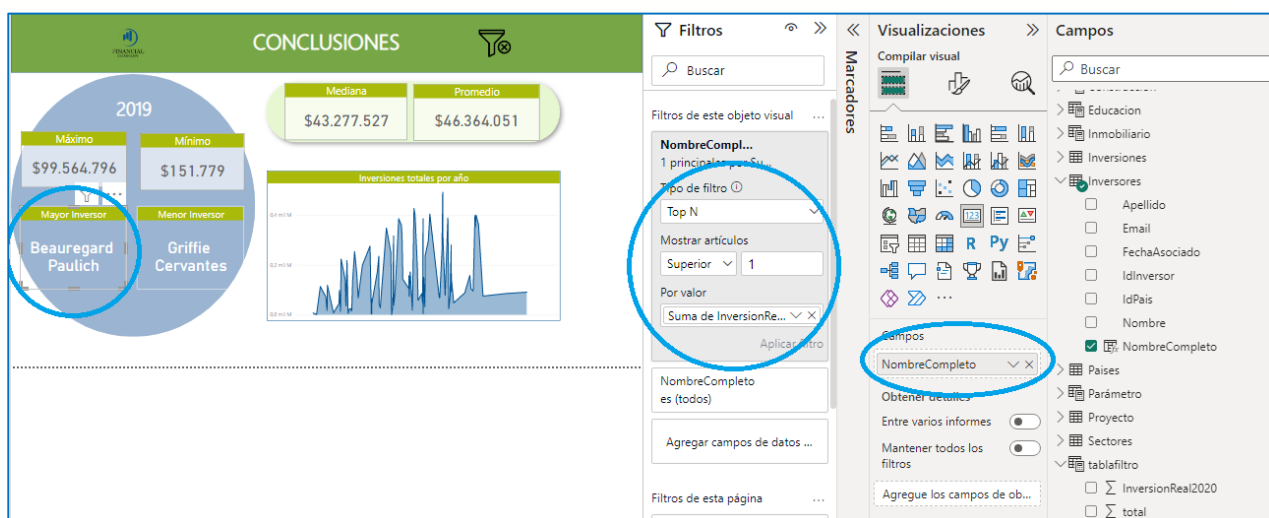 FINANCIAL
CONCLUSIONES
2019
Máximo
$99.564.796
Mínimo
$151.779
Mayor Inversor
Beauregard
Paulich
Menor Inversor
Griffie
Cervantes
Mediana
$43.277.527
Promedio
$46.364.051
Inversiones totales por año
0,4 mil M
0,2 mil M
0,0 mil M
Filtros
Buscar
Filtros de este objeto visual ...
NombreCompl...
1 principales por Su...
Tipo de filtro
Top N
Mostrar artículos
Superior
1
Por valor
Suma de InversionRe...
Aplicar filtro
NombreCompleto
es (todos)
Agregar campos de datos ...
Filtros de esta página ...
Marcadores
Visualizaciones
Compilar visual
123
R
Py
...
Campos
NombreCompleto
Obtener detalles
Entre varios informes
Mantener todos los
filtros
Agregue los campos de ob...
Campos
Buscar
Educacion
Inmobiliario
Inversiones
Inversores
Apellido
Email
FechaAsociado
IdInversor
IdPais
Nombre
NombreCompleto
Paises
Parámetro
Proyecto
Sectores
tablafiltro
∑ InversionReal2020
∑ total